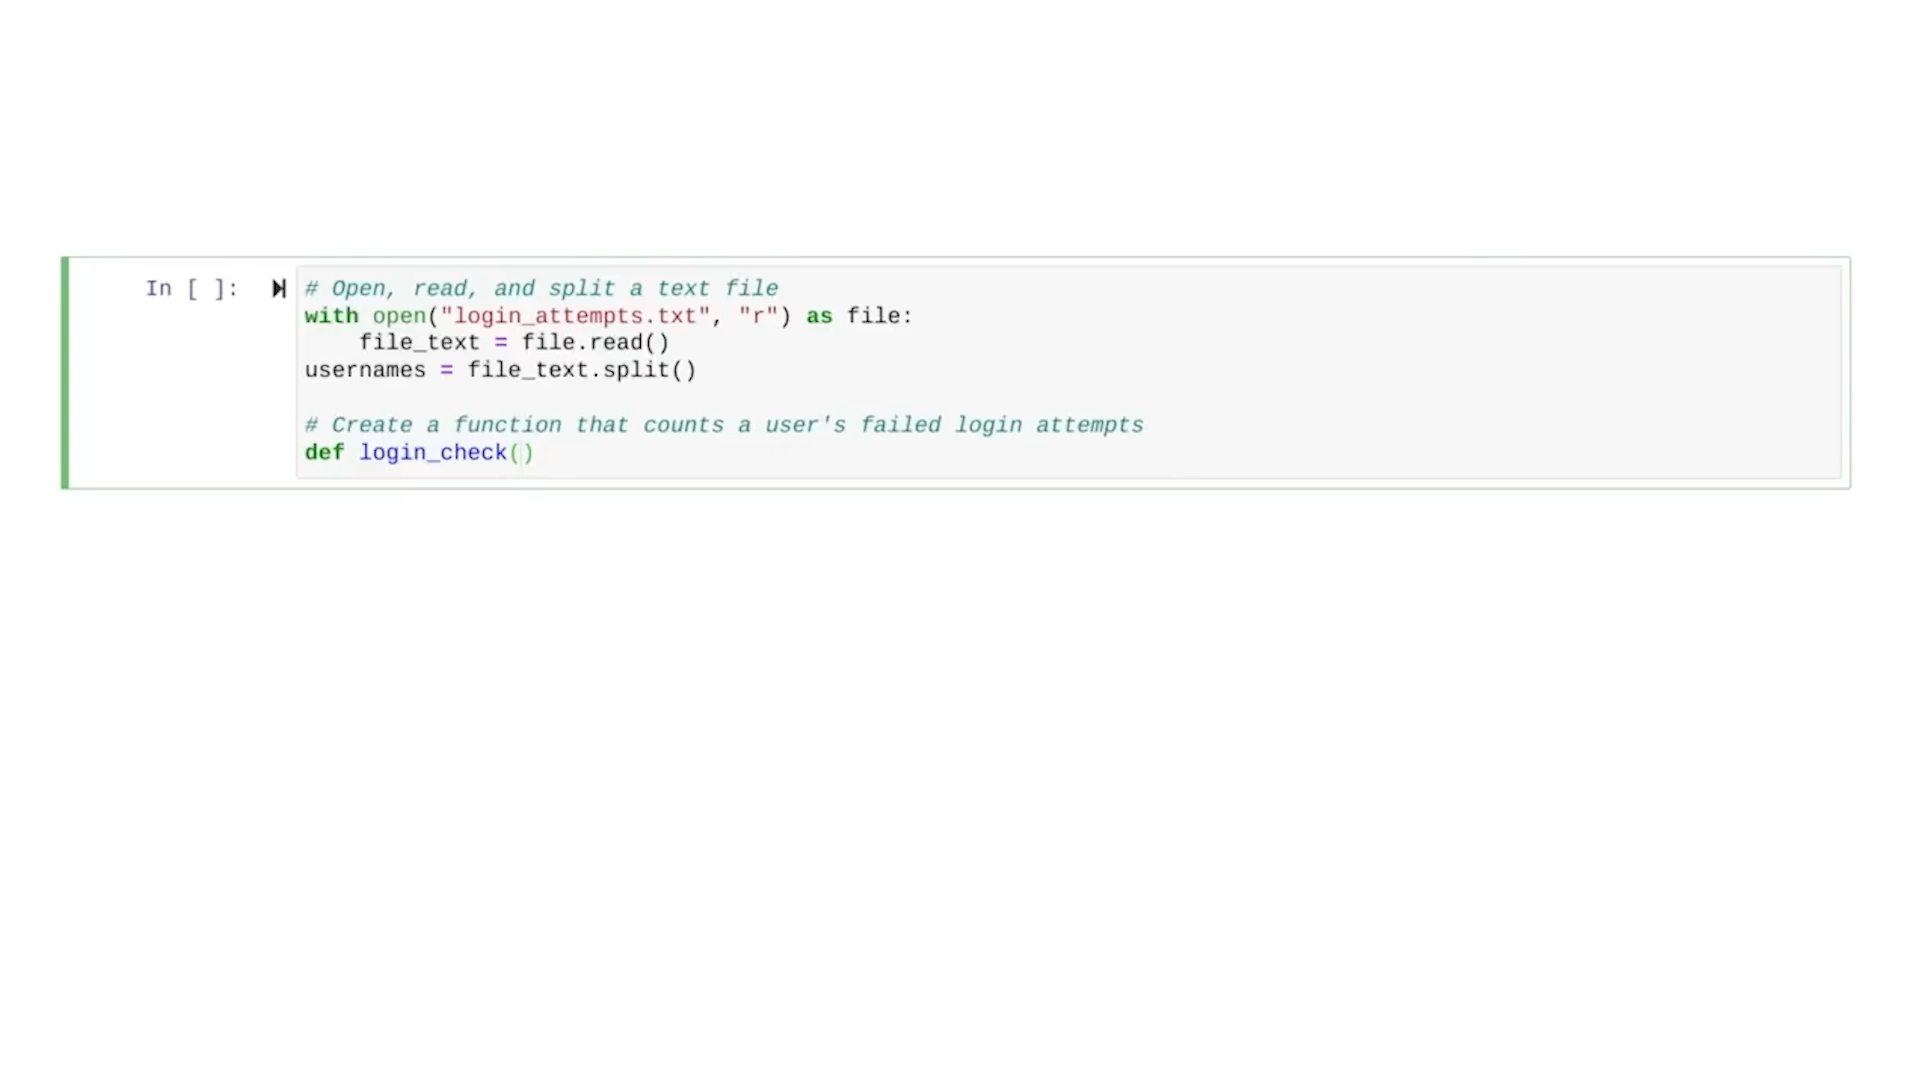 In [ ]:
# Open, read, and split a text file
with open("login_attempts.txt", "r") as file:
    file_text = file.read()
usernames = file_text.split()

# Create a function that counts a user's failed login attempts
def login_check()